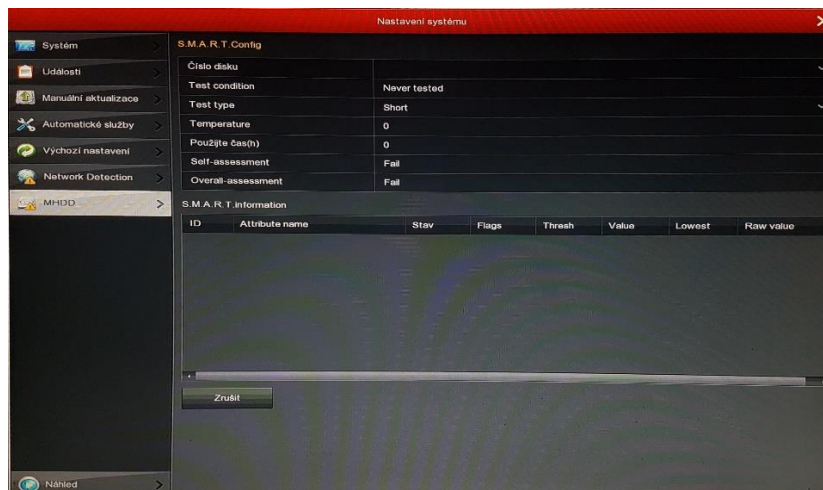 Nastavení systému
Systém
Události
Manuální aktualizace
Automatické služby
Výchozí nastavení
Network Detection
MHDD
Náhled
S.M.A.R.T.Config
Číslo disku
Test condition Never tested
Test type Short
Temperature 0
Použijte čas(h) 0
Self-assessment Fail
Overall-assessment Fail
S.M.A.R.T.information
ID Attribute name Stav Flags Thresh Value Lowest Raw value
Zrušit